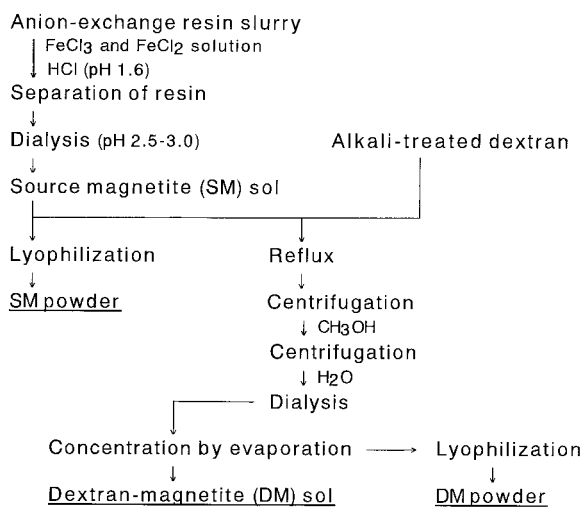 Anion-exchange resin slurry
FeCl3 and FeCl2 solution
HCl (pH 1.6)
Separation of resin
Dialysis (pH 2.5-3.0)
Alkali-treated dextran
Source magnetite (SM) sol
Lyophilization
Reflux
SM powder
Centrifugation
CH3OH
Centrifugation
H2O
Dialysis
Concentration by evaporation
Lyophilization
Dextran-magnetite (DM) sol
DM powder